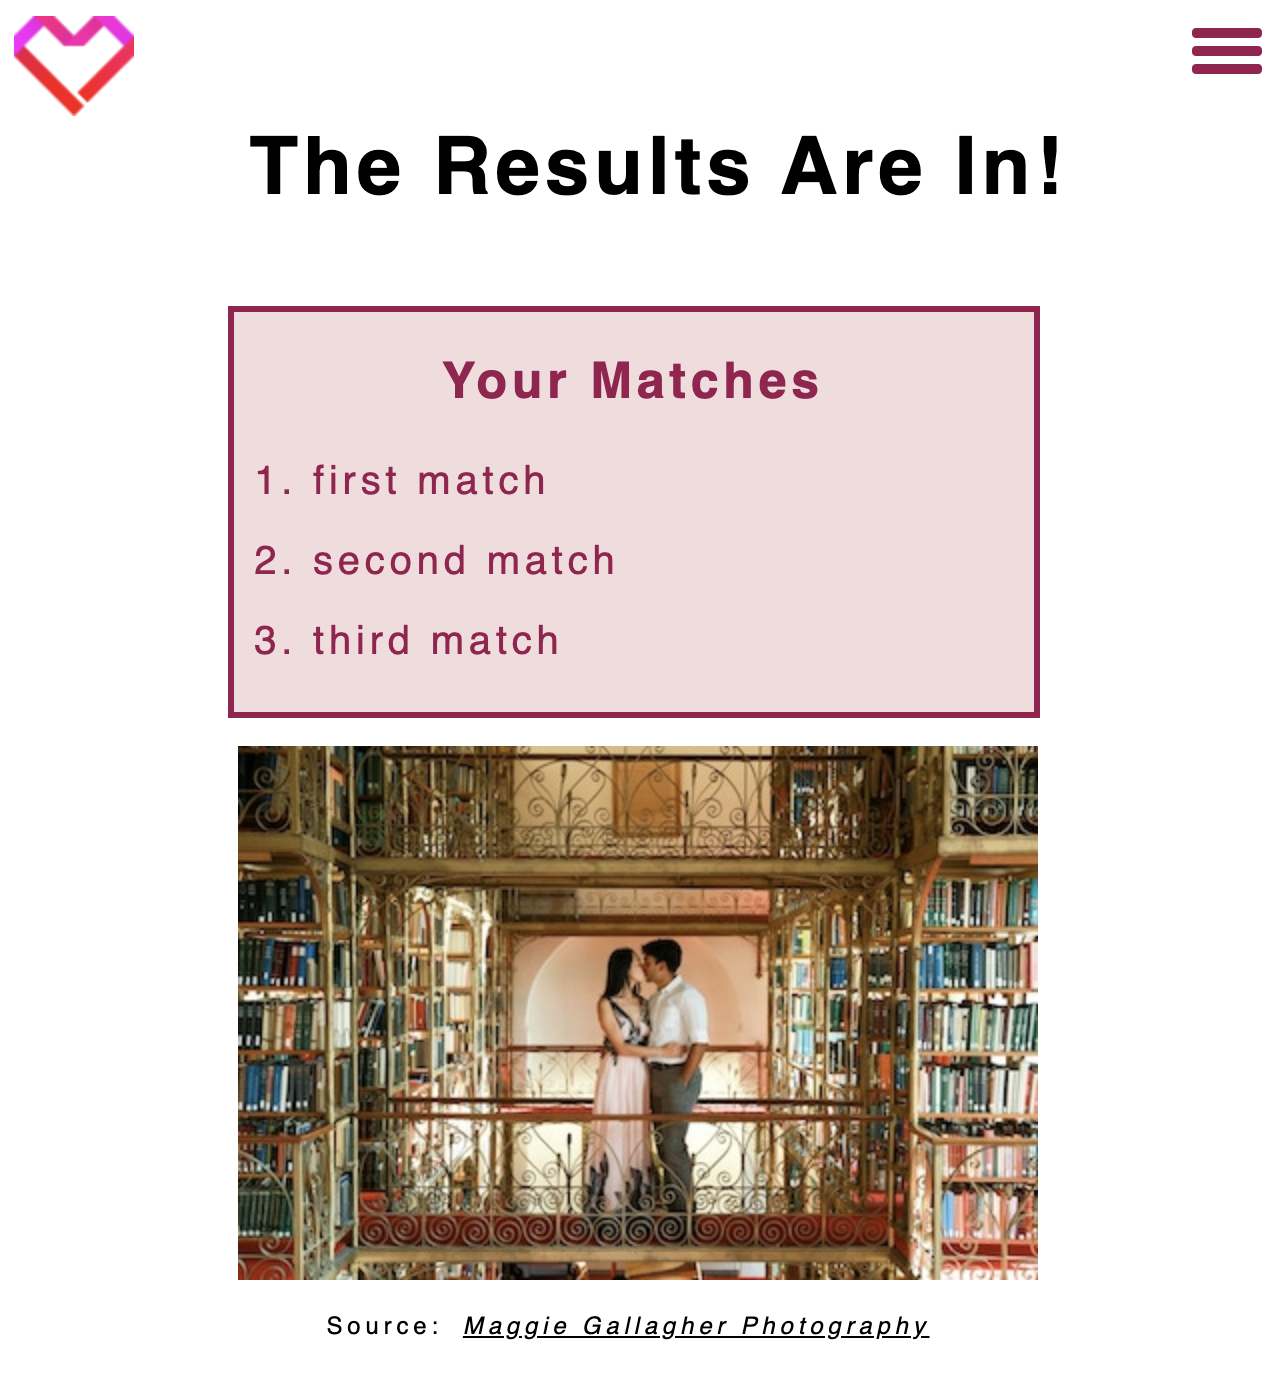 The Results Are In!
Your Matches
1. first match
2. second match
3. third match
Source: Maggie Gallagher Photography